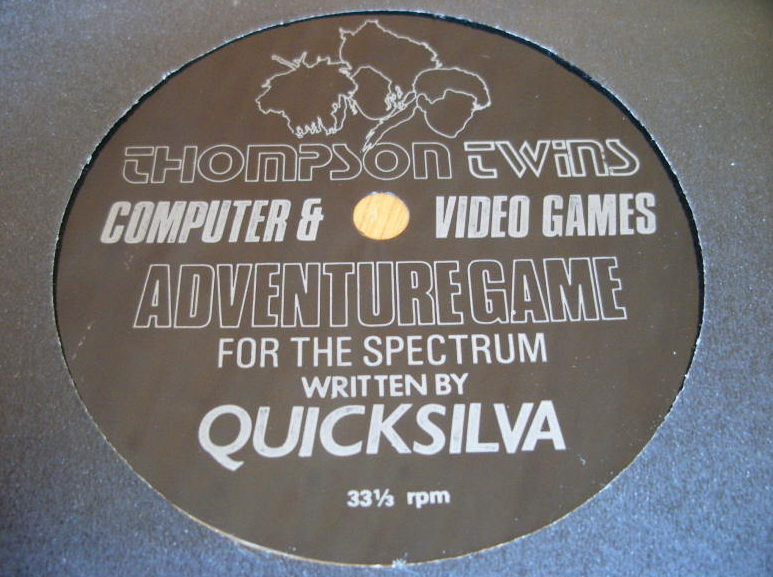 THOMPSON TWiNS
COMPUTER & VIDEO GAMES
ADVENTURE GAME
FOR THE SPECTRUM
WRITTEN BY
QUICKSILVA
33⅓ rpm